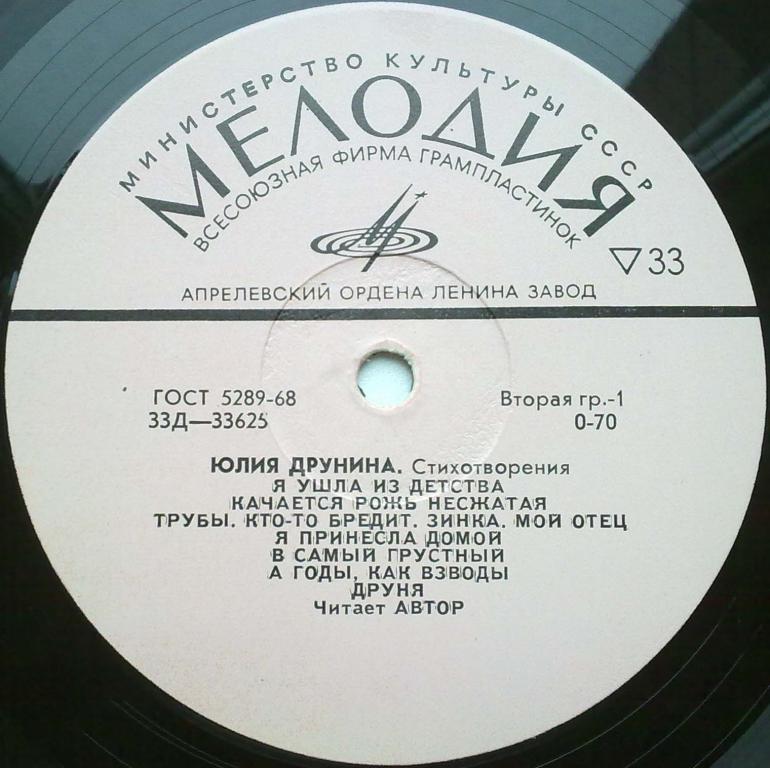 МИНИСТЕРСТВО КУЛЬТУРЫ СССР
МЕЛОДИЯ
ВСЕСОЮЗНАЯ ФИРМА ГРАМПЛАСТИНОК
33
АПРЕЛЕВСКИЙ ОРДЕНА ЛЕНИНА ЗАВОД
ГОСТ 5289-68 Вторая гр.-1
33Д—33625 0-70
ЮЛИЯ ДРУНИНА. Стихотворения
Я УШЛА ИЗ ДЕТСТВА
КАЧАЕТСЯ РОЖЬ НЕСЖАТАЯ
ТРУБЫ. КТО-ТО БРЕДИТ. ЗИНКА. МОЙ ОТЕЦ
Я ПРИНЕСЛА ДОМОЙ
В САМЫЙ ГРУСТНЫЙ
А ГОДЫ, КАК ВЗВОДЫ
ДРУНЯ
Читает АВТОР